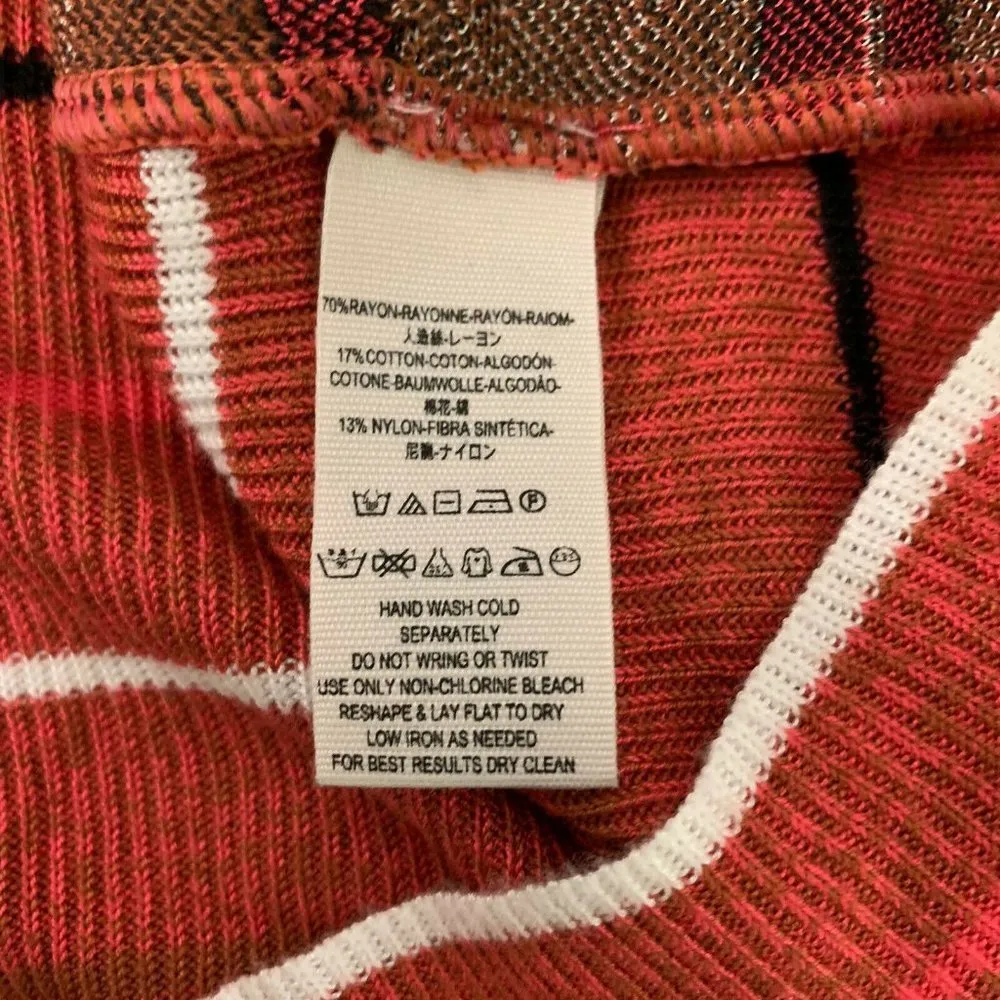 70%RAYON-RAYONNE-RAYÓN-RAIOM-
人造絲-レーヨン
17%COTTON-COTON-ALGODÓN-
COTONE-BAUMWOLLE-ALGODÃO-
棉花-綿
13% NYLON-FIBRA SINTÉTICA-
尼龍-ナイロン
HAND WASH COLD
SEPARATELY
DO NOT WRING OR TWIST
USE ONLY NON-CHLORINE BLEACH
RESHAPE & LAY FLAT TO DRY
LOW IRON AS NEEDED
FOR BEST RESULTS DRY CLEAN